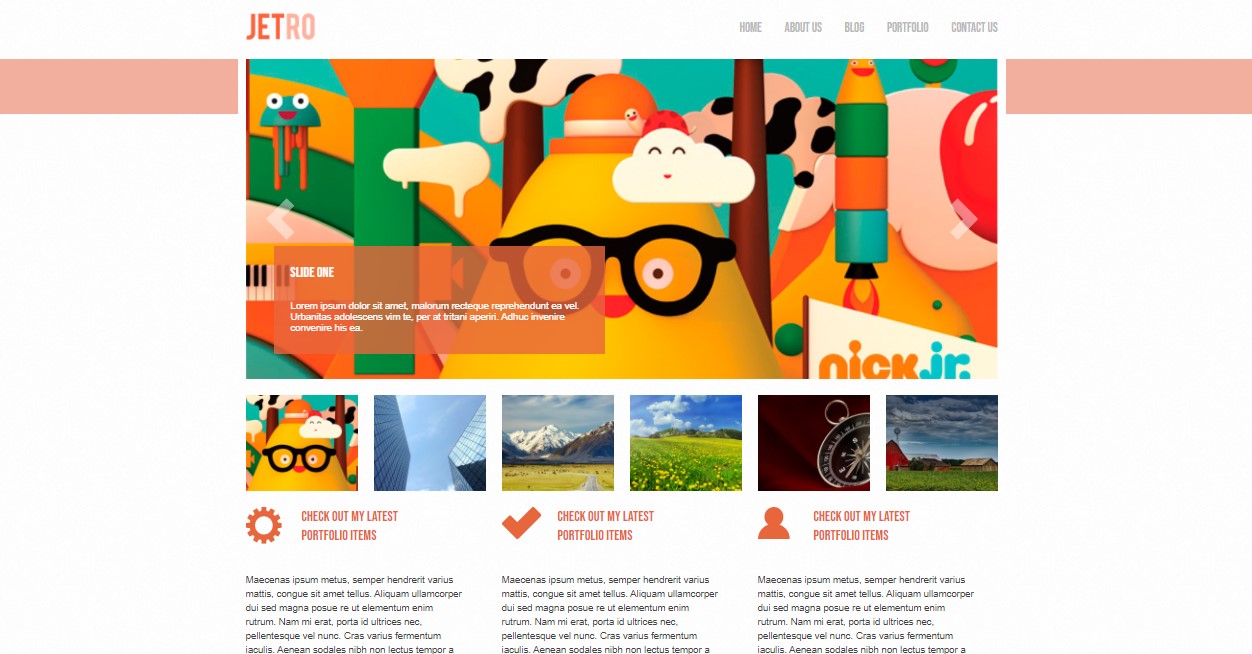 JETRO
HOME ABOUT US BLOG PORTFOLIO CONTACT US
SLIDE ONE
Lorem ipsum dolor sit amet, malorum recteque reprehendunt ea vel.
Urbanitas adolescens vim te, per at tritani aperiri. Adhuc invenire
convenire his ea.
nick jr.
CHECK OUT MY LATEST
PORTFOLIO ITEMS
Maecenas ipsum metus, semper hendrerit varius
mattis, congue sit amet tellus. Aliquam ullamcorper
dui sed magna posue re ut elementum enim
rutrum. Nam mi erat, porta id ultrices nec,
pellentesque vel nunc. Cras varius fermentum
iaculis. Aenean sodales nibh non lectus tempor a
CHECK OUT MY LATEST
PORTFOLIO ITEMS
Maecenas ipsum metus, semper hendrerit varius
mattis, congue sit amet tellus. Aliquam ullamcorper
dui sed magna posue re ut elementum enim
rutrum. Nam mi erat, porta id ultrices nec,
pellentesque vel nunc. Cras varius fermentum
iaculis. Aenean sodales nibh non lectus tempor a
CHECK OUT MY LATEST
PORTFOLIO ITEMS
Maecenas ipsum metus, semper hendrerit varius
mattis, congue sit amet tellus. Aliquam ullamcorper
dui sed magna posue re ut elementum enim
rutrum. Nam mi erat, porta id ultrices nec,
pellentesque vel nunc. Cras varius fermentum
iaculis. Aenean sodales nibh non lectus tempor a